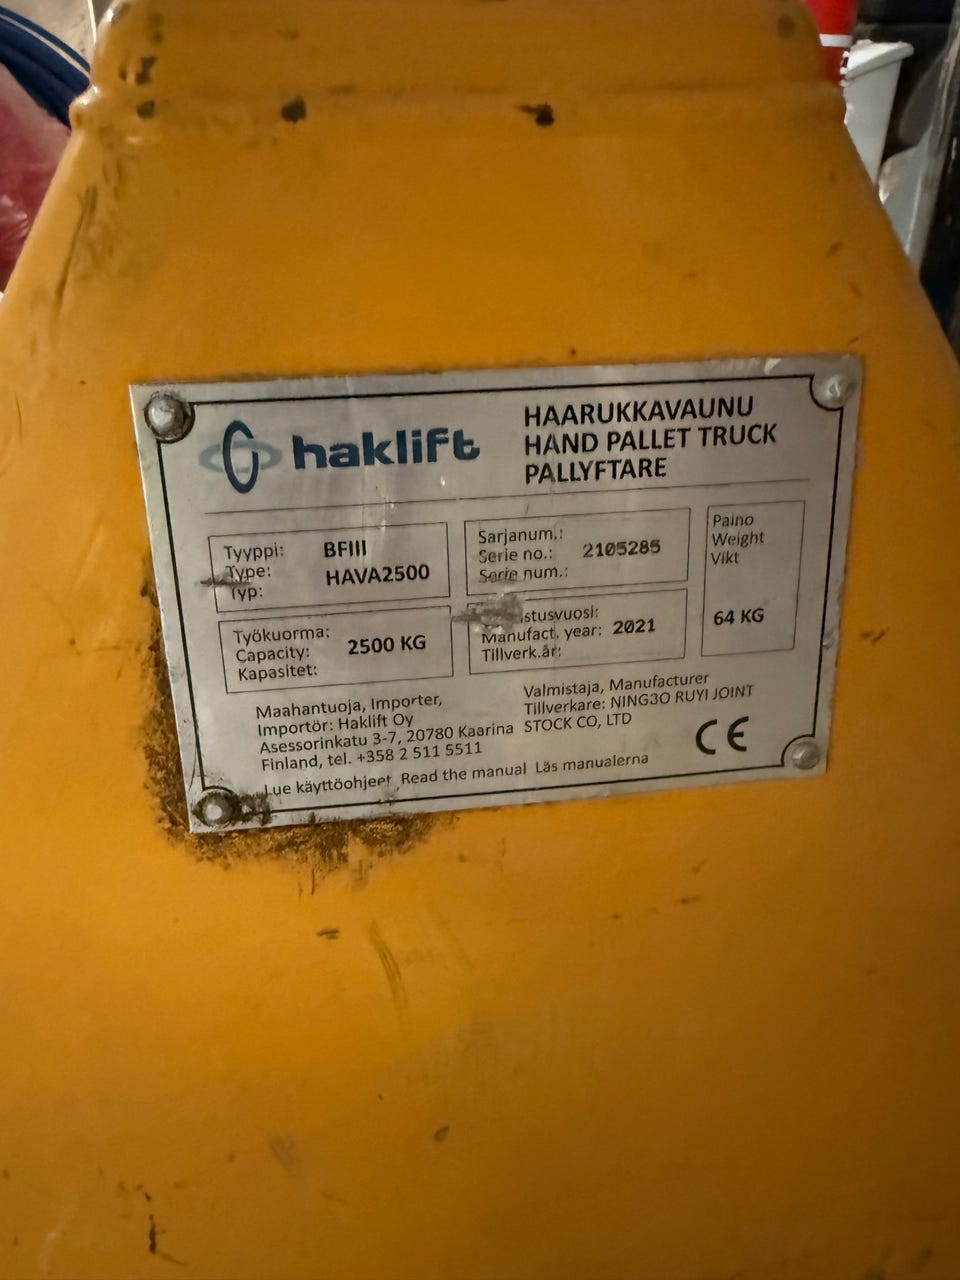 haklift
HAARUKKAVAUNU
HAND PALLET TRUCK
PALLYFTARE
Tyyppi: BFIII
Type: HAVA2500
Typ:
Sarjanum.:
Serie no.: 2105285
Serie num.:
Paino
Weight
Vikt
64 KG
Työkuorma:
Capacity: 2500 KG
Kapasitet:
istusvuosi:
Manufact. year: 2021
Tillverk.år:
Maahantuoja, Importer,
Importör: Haklift Oy
Asessorinkatu 3-7, 20780 Kaarina
Finland, tel. +358 2 511 5511
Valmistaja, Manufacturer
Tillverkare: NING3O RUYI JOINT
STOCK CO, LTD
CE
Lue käyttöohjeet Read the manual Läs manualerna